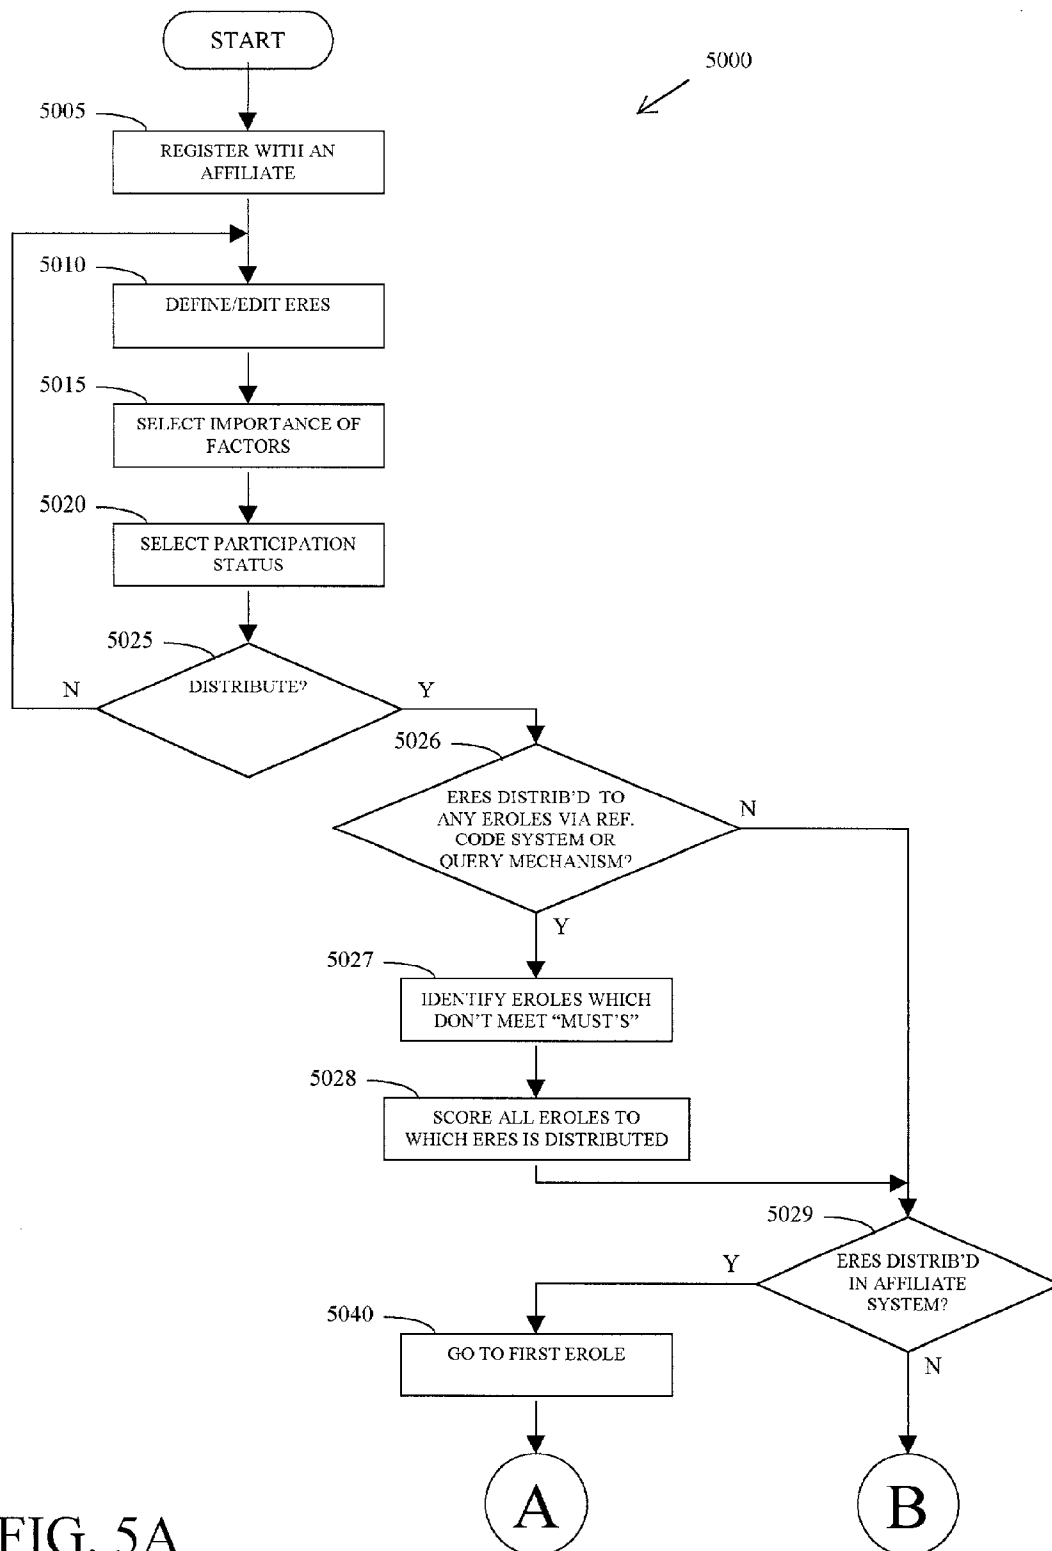 START
5000
5005
REGISTER WITH AN
AFFILIATE
5010
DEFINE/EDIT ERES
5015
SELECT IMPORTANCE OF
FACTORS
5020
SELECT PARTICIPATION
STATUS
5025
DISTRIBUTE?
N
Y
5026
ERES DISTRIB'D TO
ANY EROLES VIA REF.
CODE SYSTEM OR
QUERY MECHANISM?
N
Y
5027
IDENTIFY EROLES WHICH
DON'T MEET “MUST'S”
5028
SCORE ALL EROLES TO
WHICH ERES IS DISTRIBUTED
5029
ERES DISTRIB'D
IN AFFILIATE
SYSTEM?
Y
N
5040
GO TO FIRST EROLE
A
B
FIG. 5A